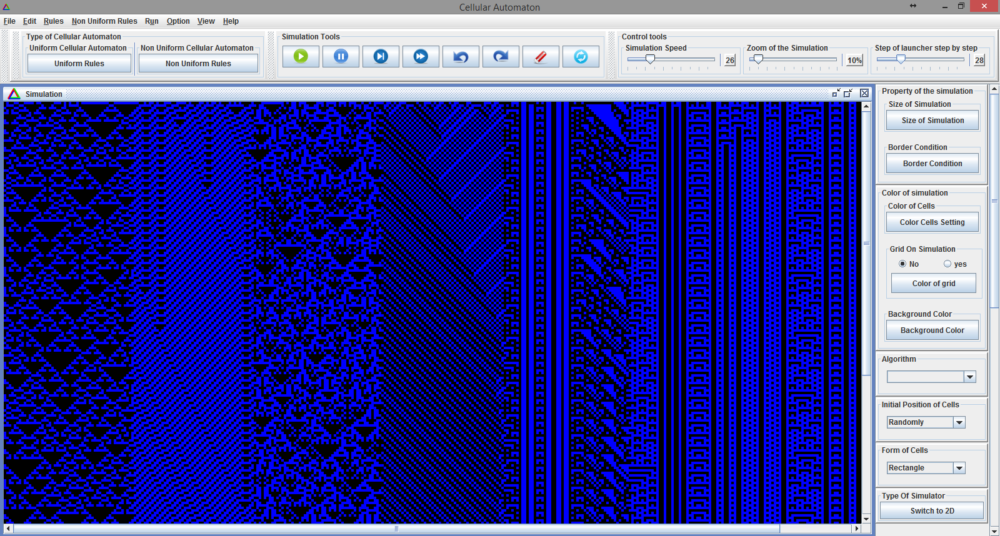 Cellular Automaton
File Edit Rules Non Uniform Rules Run Option View Help
Type of Cellular Automaton
Uniform Cellular Automaton
Non Uniform Cellular Automaton
Uniform Rules
Non Uniform Rules
Simulation Tools
Control tools
Simulation Speed
26
Zoom of the Simulation
10%
Step of launcher step by step
28
Simulation
Property of the simulation
Size of Simulation
Size of Simulation
Border Condition
Border Condition
Color of simulation
Color of Cells
Color Cells Setting
Grid On Simulation
No yes
Color of grid
Background Color
Background Color
Algorithm
Initial Position of Cells
Randomly
Form of Cells
Rectangle
Type Of Simulator
Switch to 2D